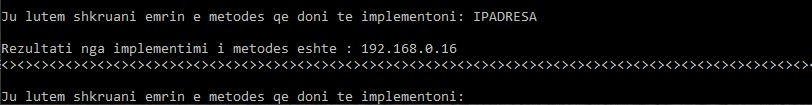 Ju lutem shkruani emrin e metodes qe doni te implementoni: IPADRESA
Rezultati nga implementimi i metodes eshte : 192.168.0.16
<><><><><><><><><><><><><><><><>><><><><><><><><><><><><><><><><><><><><><><><><><><><><><><><><><><>
Ju lutem shkruani emrin e metodes qe doni te implementoni: